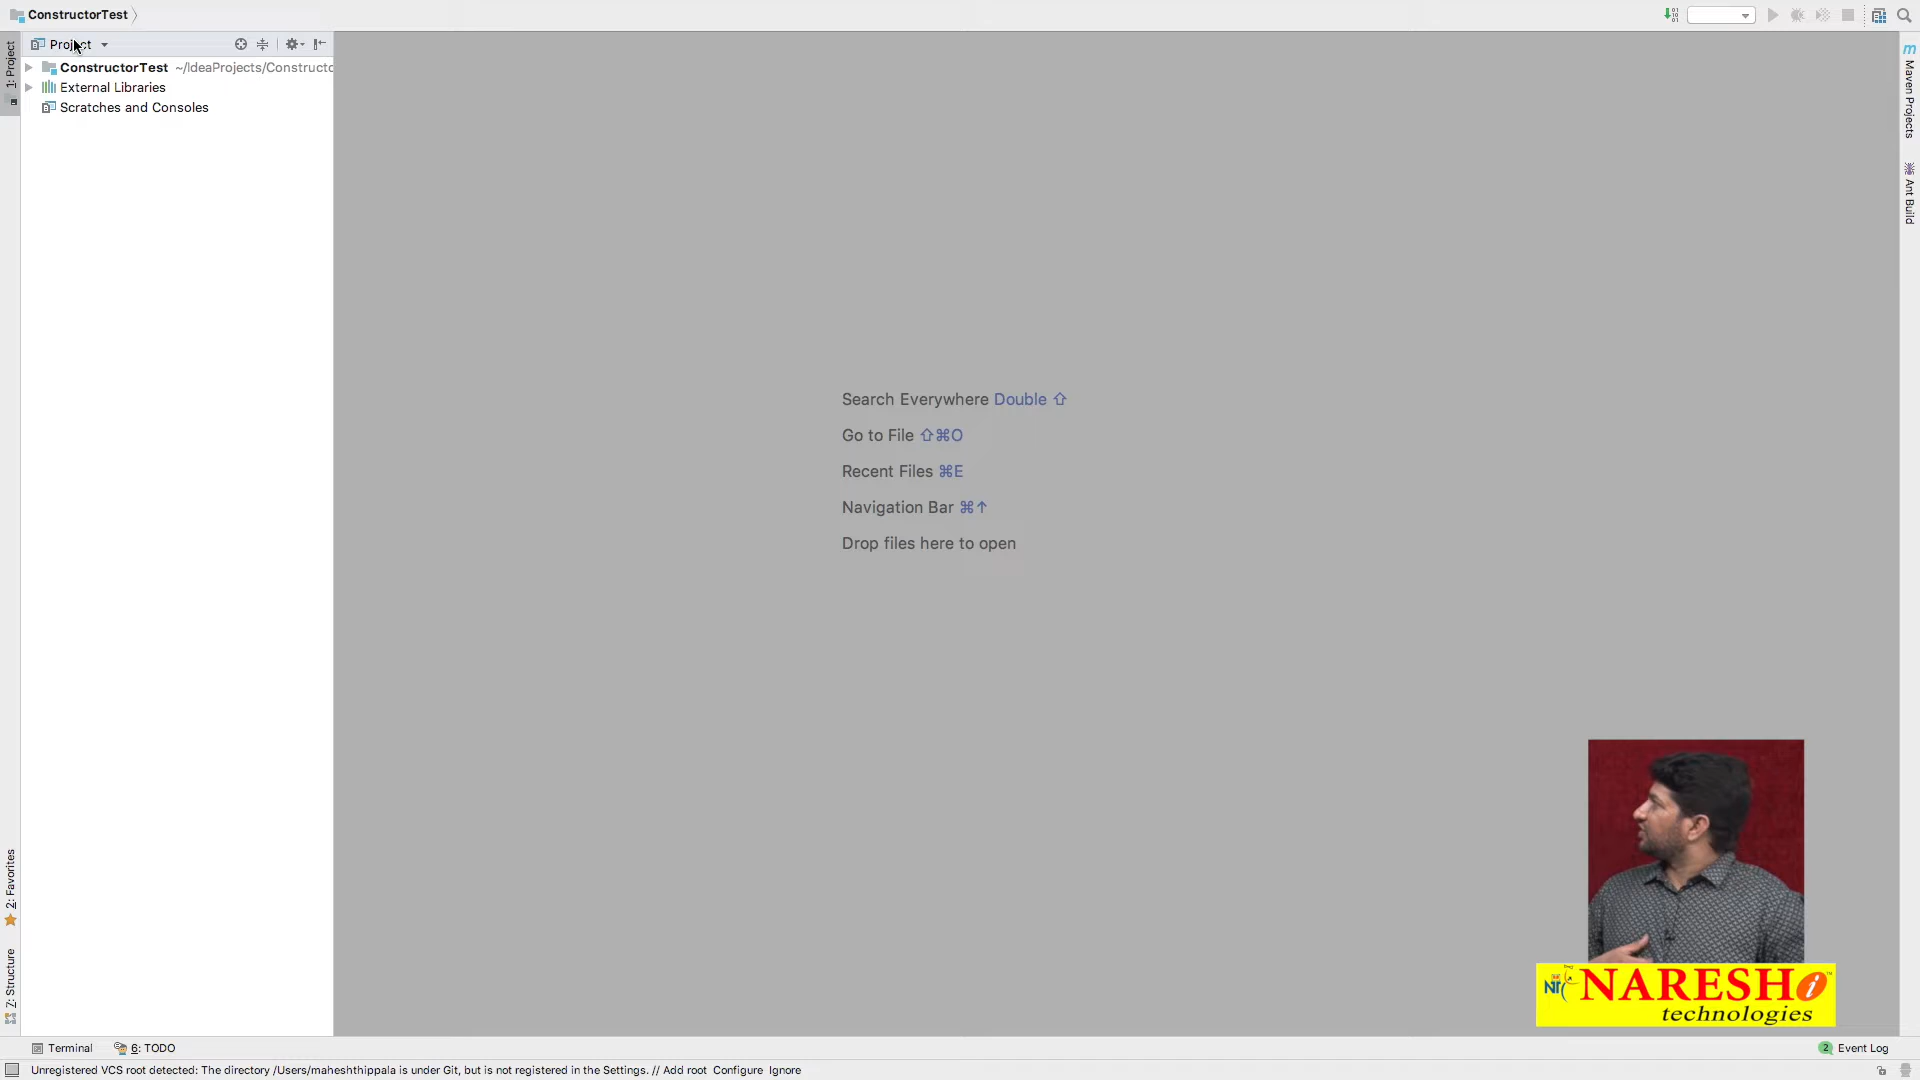 ConstructorTest
Project
ConstructorTest ~/IdeaProjects/Constructo
External Libraries
Scratches and Consoles
1: Project
2: Favorites
7: Structure
Maven Projects
Ant Build
Search Everywhere Double ⇧
Go to File ⇧⌘O
Recent Files ⌘E
Navigation Bar ⌘↑
Drop files here to open
NARESH i
technologies
Terminal
6: TODO
2 Event Log
Unregistered VCS root detected: The directory /Users/maheshthippala is under Git, but is not registered in the Settings. // Add root Configure Ignore